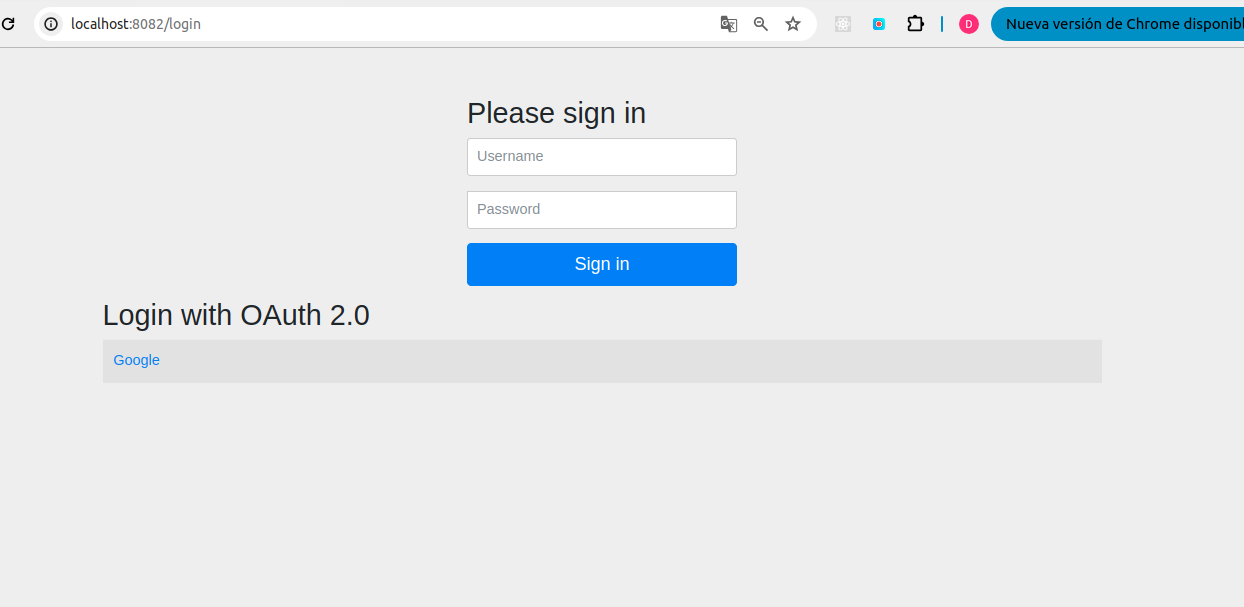 localhost:8082/login
D
Nueva versión de Chrome disponibl
Please sign in
Username
Password
Sign in
Login with OAuth 2.0
Google